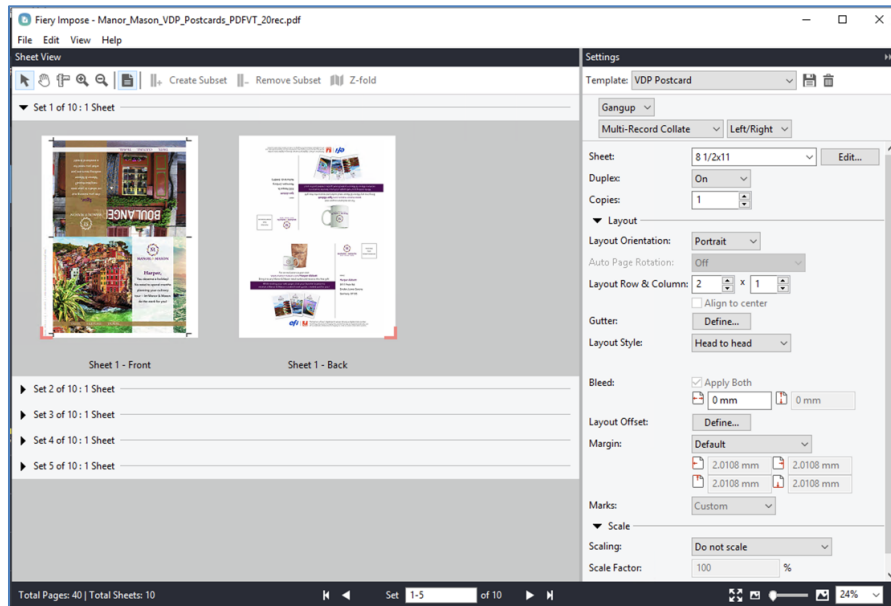 Fiery Impose - Manor_Mason_VDP_Postcards_PDFVT_20rec.pdf
File Edit View Help
Sheet View
Create Subset Remove Subset Z-fold
Set 1 of 10 : 1 Sheet
BOULANGE
Harper,
efi
Sheet 1 - Front Sheet 1 - Back
Set 2 of 10 : 1 Sheet
Set 3 of 10 : 1 Sheet
Set 4 of 10 : 1 Sheet
Set 5 of 10 : 1 Sheet
Total Pages: 40 | Total Sheets: 10
Set 1-5 of 10
24%
Settings
Template: VDP Postcard
Gangup
Multi-Record Collate Left/Right
Sheet: 8 1/2x11 Edit...
Duplex: On
Copies: 1
Layout
Layout Orientation: Portrait
Auto Page Rotation: Off
Layout Row & Column: 2 x 1
Align to center
Gutter: Define...
Layout Style: Head to head
Bleed: Apply Both
0 mm 0 mm
Layout Offset: Define...
Margin: Default
2.0108 mm 2.0108 mm
2.0108 mm 2.0108 mm
Marks: Custom
Scale
Scaling: Do not scale
Scale Factor: 100 %